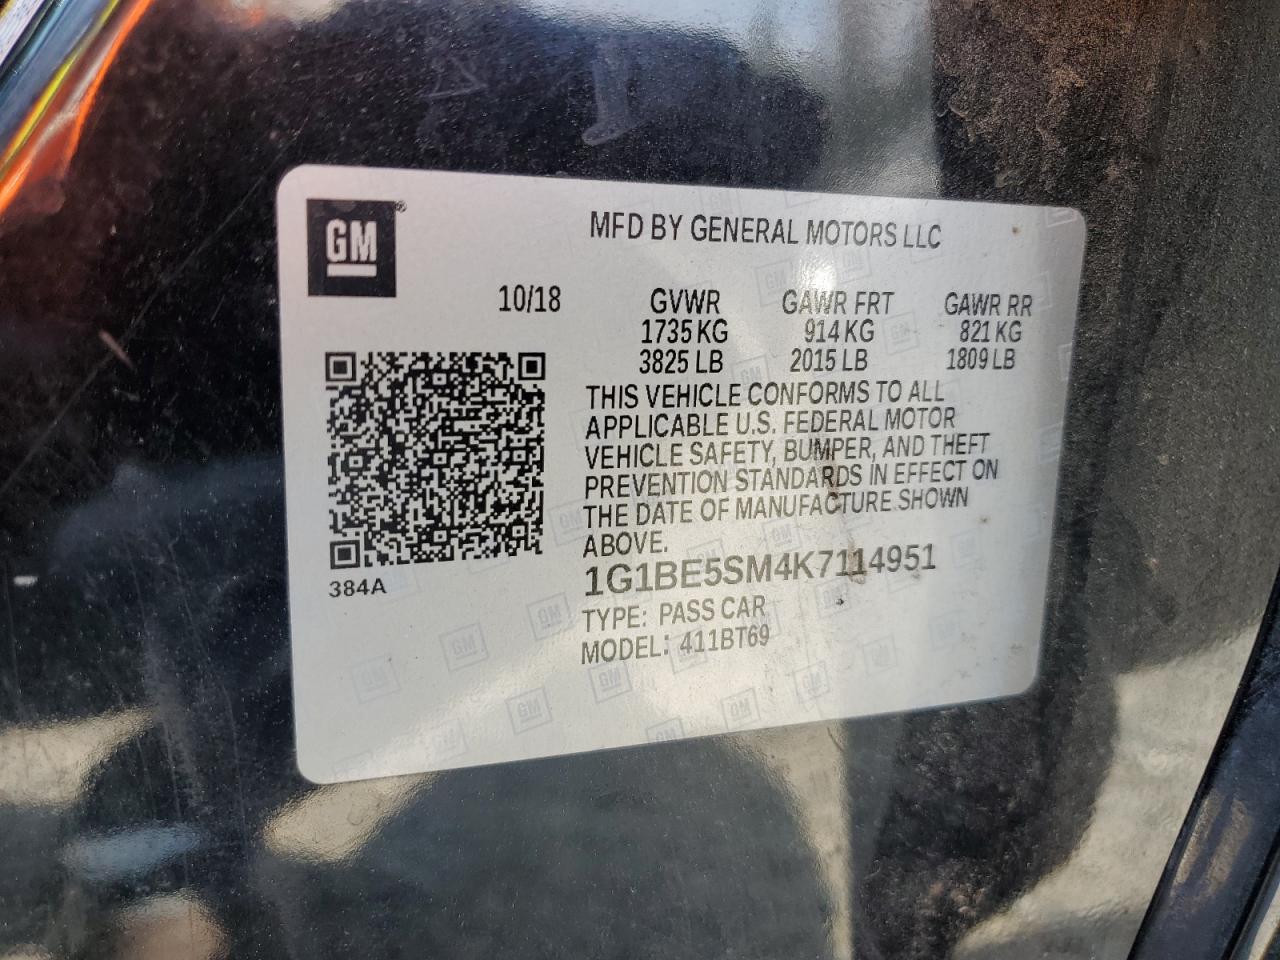 GM®
MFD BY GENERAL MOTORS LLC
10/18 GVWR GAWR FRT GAWR RR
1735 KG 914 KG 821 KG
3825 LB 2015 LB 1809 LB
THIS VEHICLE CONFORMS TO ALL
APPLICABLE U.S. FEDERAL MOTOR
VEHICLE SAFETY, BUMPER, AND THEFT
PREVENTION STANDARDS IN EFFECT ON
THE DATE OF MANUFACTURE SHOWN
ABOVE.
384A
1G1BE5SM4K7114951
TYPE: PASS CAR
MODEL: 411BT69